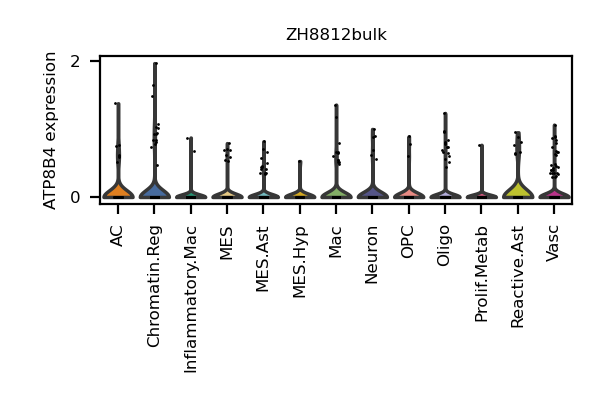 ZH8812bulk
ATP8B4 expression
2
0
AC
Chromatin.Reg
Inflammatory.Mac
MES
MES.Ast
MES.Hyp
Mac
Neuron
OPC
Oligo
Prolif.Metab
Reactive.Ast
Vasc